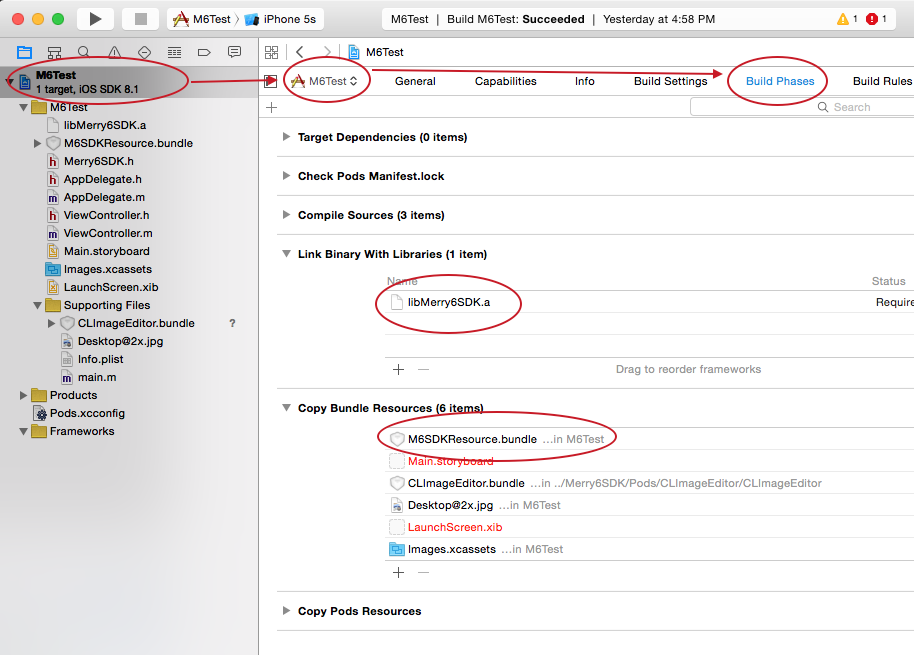 M6Test iPhone 5s
M6Test | Build M6Test: Succeeded | Yesterday at 4:58 PM
1 1
M6Test
M6Test
1 target, iOS SDK 8.1
M6Test
libMerry6SDK.a
M6SDKResource.bundle
Merry6SDK.h
AppDelegate.h
AppDelegate.m
ViewController.h
ViewController.m
Main.storyboard
Images.xcassets
LaunchScreen.xib
Supporting Files
CLImageEditor.bundle ?
Desktop@2x.jpg
Info.plist
main.m
Products
Pods.xcconfig
Frameworks
M6Test General Capabilities Info Build Settings Build Phases Build Rules
Search
Target Dependencies (0 items)
Check Pods Manifest.lock
Compile Sources (3 items)
Link Binary With Libraries (1 item)
Name Status
libMerry6SDK.a Require
Drag to reorder frameworks
Copy Bundle Resources (6 items)
M6SDKResource.bundle ...in M6Test
Main.storyboard
CLImageEditor.bundle ...in ../Merry6SDK/Pods/CLImageEditor/CLImageEditor
Desktop@2x.jpg ...in M6Test
LaunchScreen.xib
Images.xcassets ...in M6Test
Copy Pods Resources